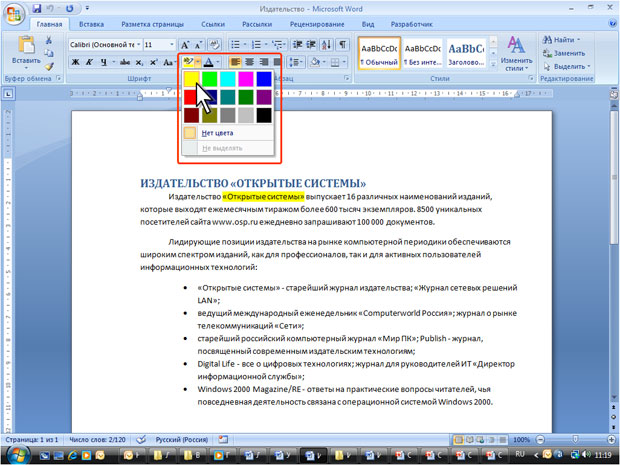 Издательство - Microsoft Word
Главная Вставка Разметка страницы Ссылки Рассылки Рецензирование Вид Разработчик
Calibri (Основной те 11
AaBbCcDc AaBbCcDc AaBbCc
Вставить Ж К Ч
¶ Обычный ¶ Без инте... Заголово...
Изменить стили
Найти
Заменить
Выделить
Буфер обмена Шрифт Абзац Стили Редактирование
Нет цвета
Не выделять
ИЗДАТЕЛЬСТВО «ОТКРЫТЫЕ СИСТЕМЫ»
Издательство «Открытые системы» выпускает 16 различных наименований изданий,
которые выходят ежемесячным тиражом более 600 тысяч экземпляров. 8500 уникальных
посетителей сайта www.osp.ru ежедневно запрашивают 100 000 документов.
Лидирующие позиции издательства на рынке компьютерной периодики обеспечиваются
широким спектром изданий, как для профессионалов, так и для активных пользователей
информационных технологий:
• «Открытые системы» - старейший журнал издательства; «Журнал сетевых решений
LAN»;
• ведущий международный еженедельник «Computerworld Россия»; журнал о рынке
телекоммуникаций «Сети»;
• старейший российский компьютерный журнал «Мир ПК»; Publish - журнал,
посвященный современным издательским технологиям;
• Digital Life - все о цифровых технологиях; журнал для руководителей ИТ «Директор
информационной службы»;
• Windows 2000 Magazine/RE - ответы на практические вопросы читателей, чья
повседневная деятельность связана с операционной системой Windows 2000.
Страница: 1 из 1 Число слов: 2/120 Русский (Россия) 100%
RU 11:19